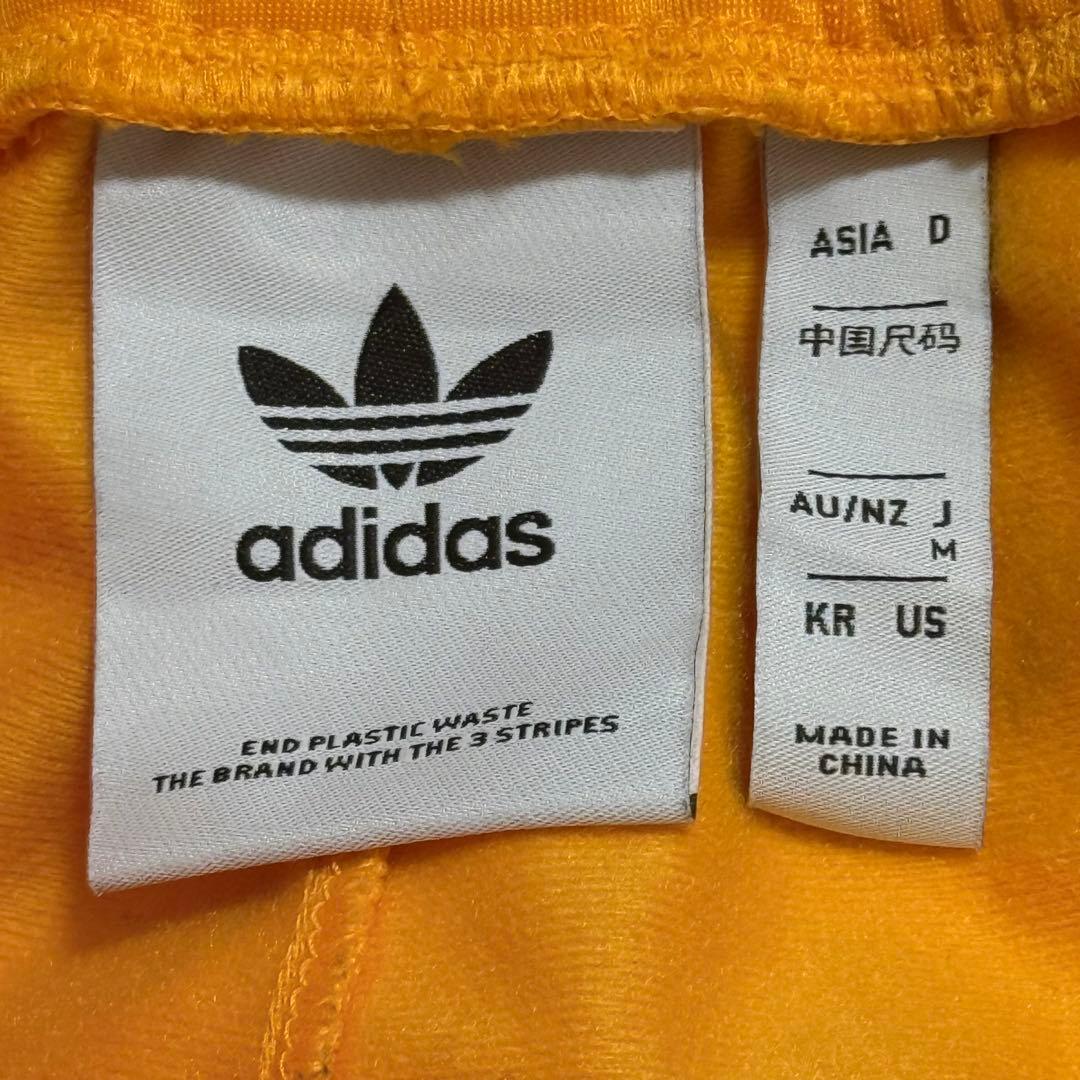 adidas
END PLASTIC WASTE
THE BRAND WITH THE 3 STRIPES
ASIA D
中国尺码
AU/NZ J
M
KR US
MADE IN
CHINA